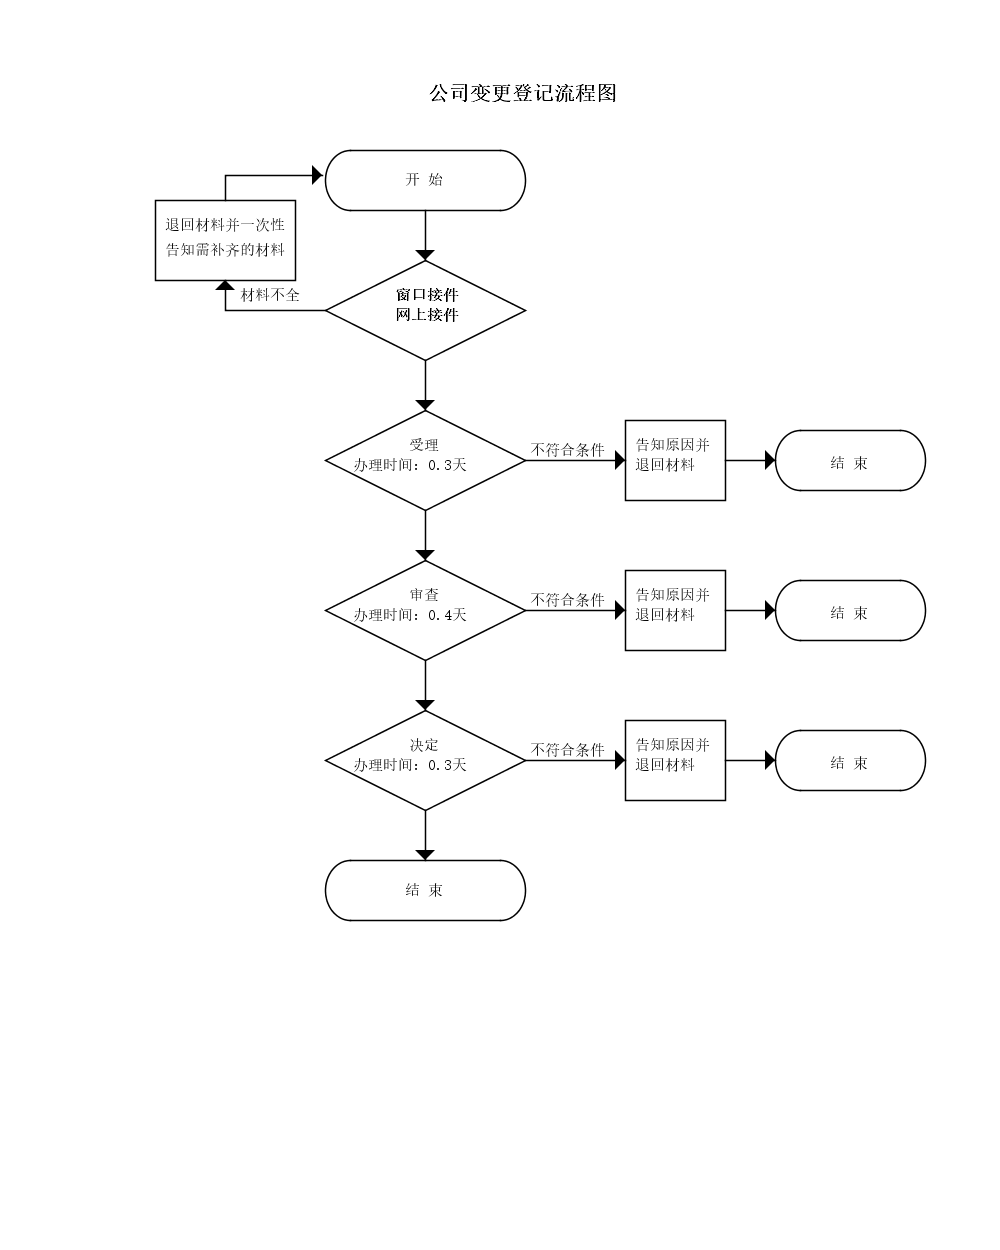 公司变更登记流程图
开 始
退回材料并一次性
告知需补齐的材料
材料不全
窗口接件
网上接件
受理
办理时间：0.3天
不符合条件
告知原因并
退回材料
结 束
审查
办理时间：0.4天
不符合条件
告知原因并
退回材料
结 束
决定
办理时间：0.3天
不符合条件
告知原因并
退回材料
结 束
结 束